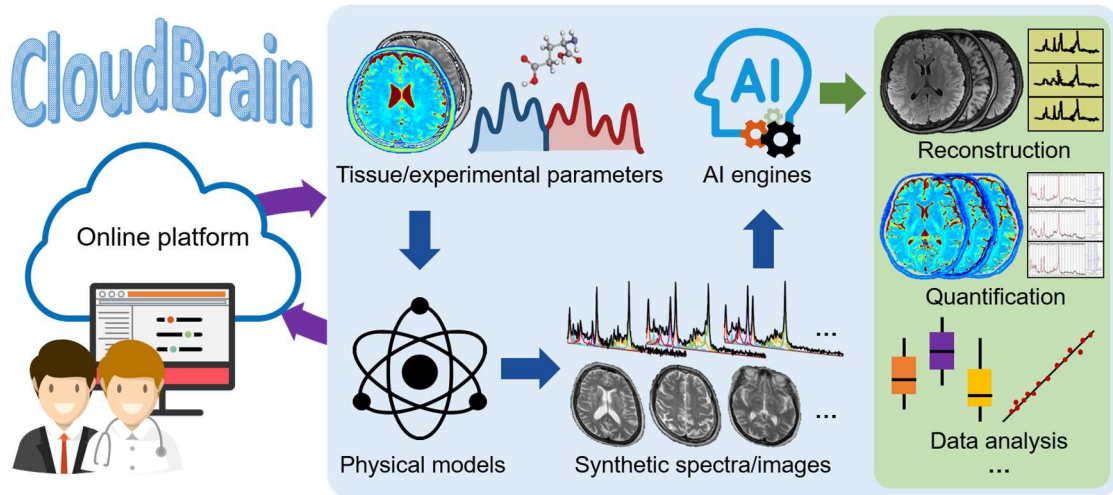 CloudBrain
Online platform
Tissue/experimental parameters
AI
AI engines
Physical models
Synthetic spectra/images
...
...
Reconstruction
Quantification
Data analysis
...